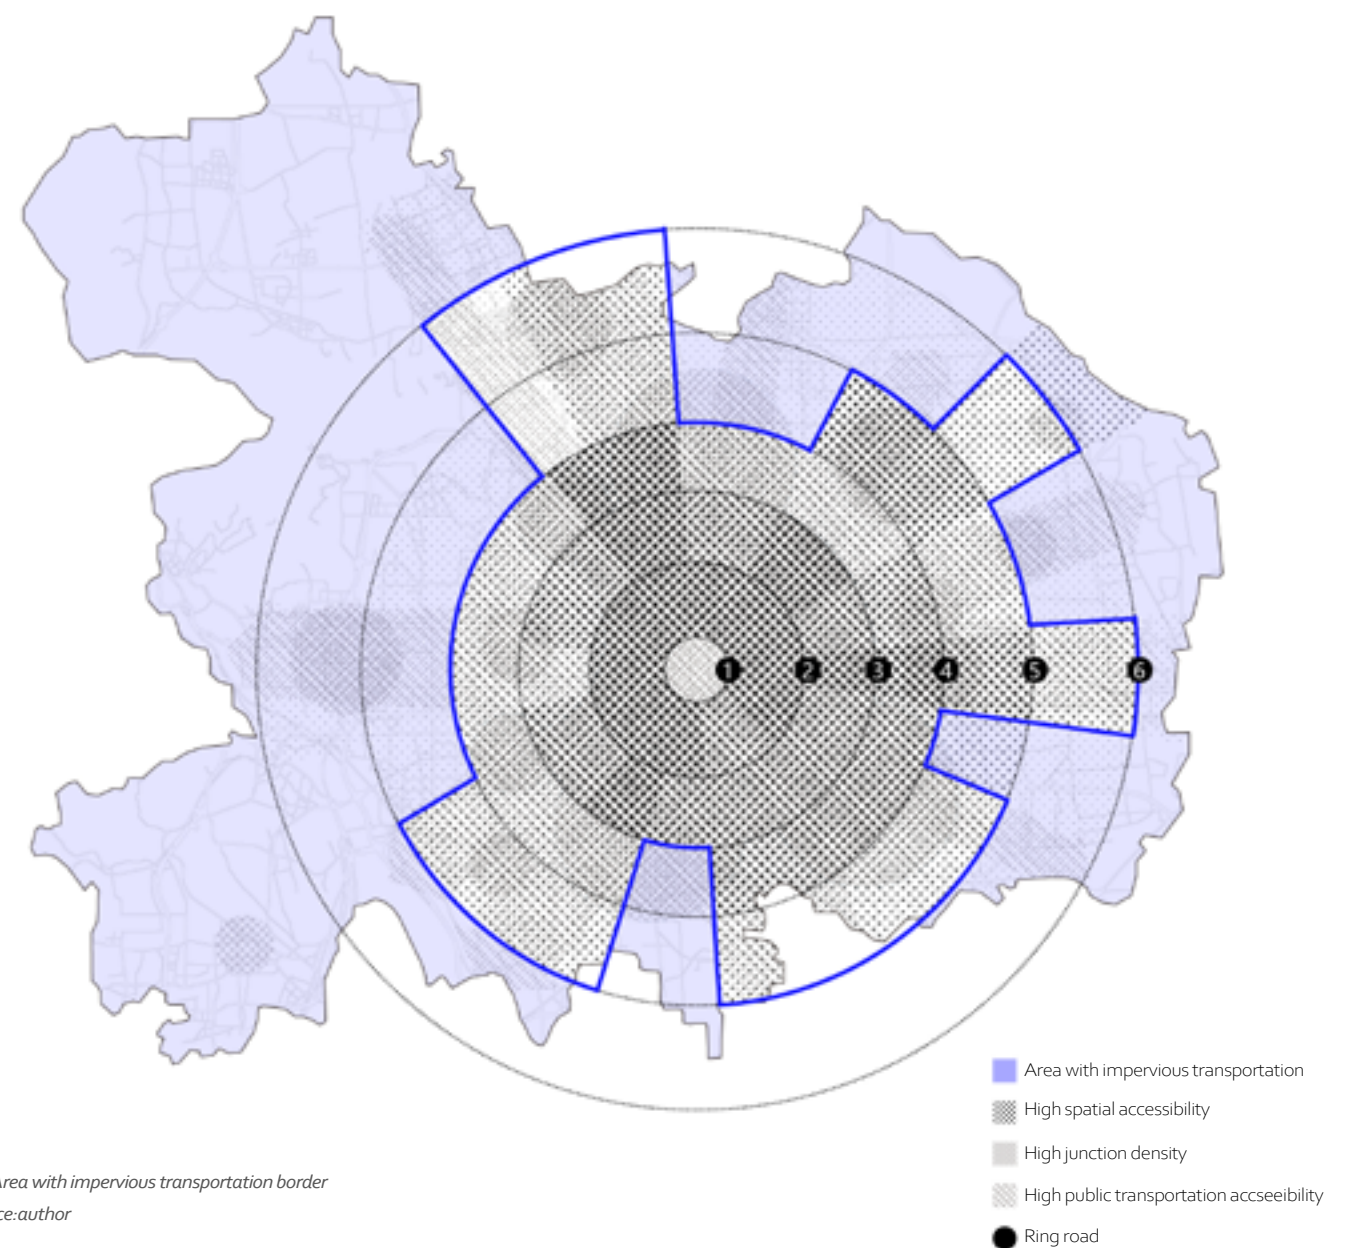 1 2 3 4 5 6
Area with impervious transportation
High spatial accessibility
High junction density
High public transportation accseeibility
Ring road
Area with impervious transportation border
ce:author